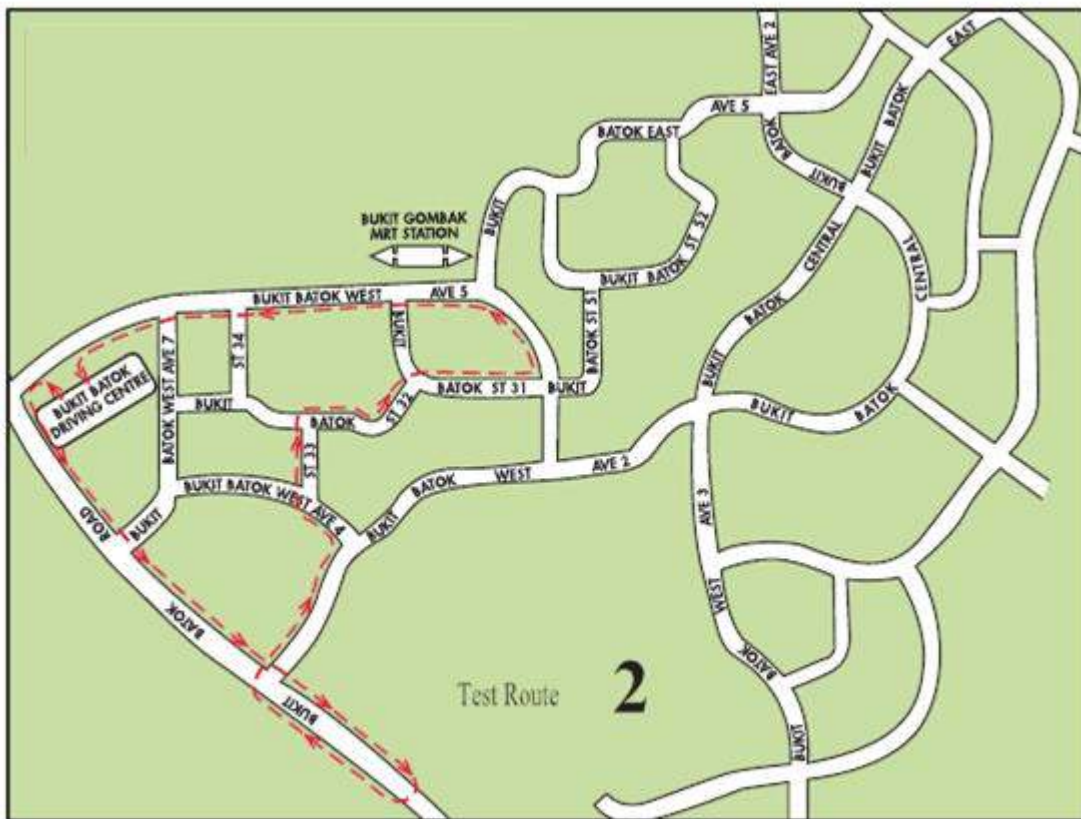 EAST AVE 2
EAST
AVE 5
BATOK EAST
BATOK
BATOK
BUKIT
BUKIT
BUKIT
BUKIT GOMBAK
MRT STATION
BUKIT BATOK ST 52
CENTRAL
CENTRAL
BUKIT BATOK WEST AVE 5
BATOK
BUKIT
ST 34
BATOK ST 51
BATOK WEST AVE 7
BUKIT BATOK
DRIVING CENTRE
BATOK ST 31
BUKIT
BUKIT
BUKIT
BATOK
ST 32
BUKIT
BATOK
ST 33
BUKIT BATOK WEST AVE 4
BUKIT
BATOK
WEST
AVE 2
AVE 3
ROAD
BUKIT
WEST
BATOK
BATOK
BUKIT
BUKIT
Test Route 2